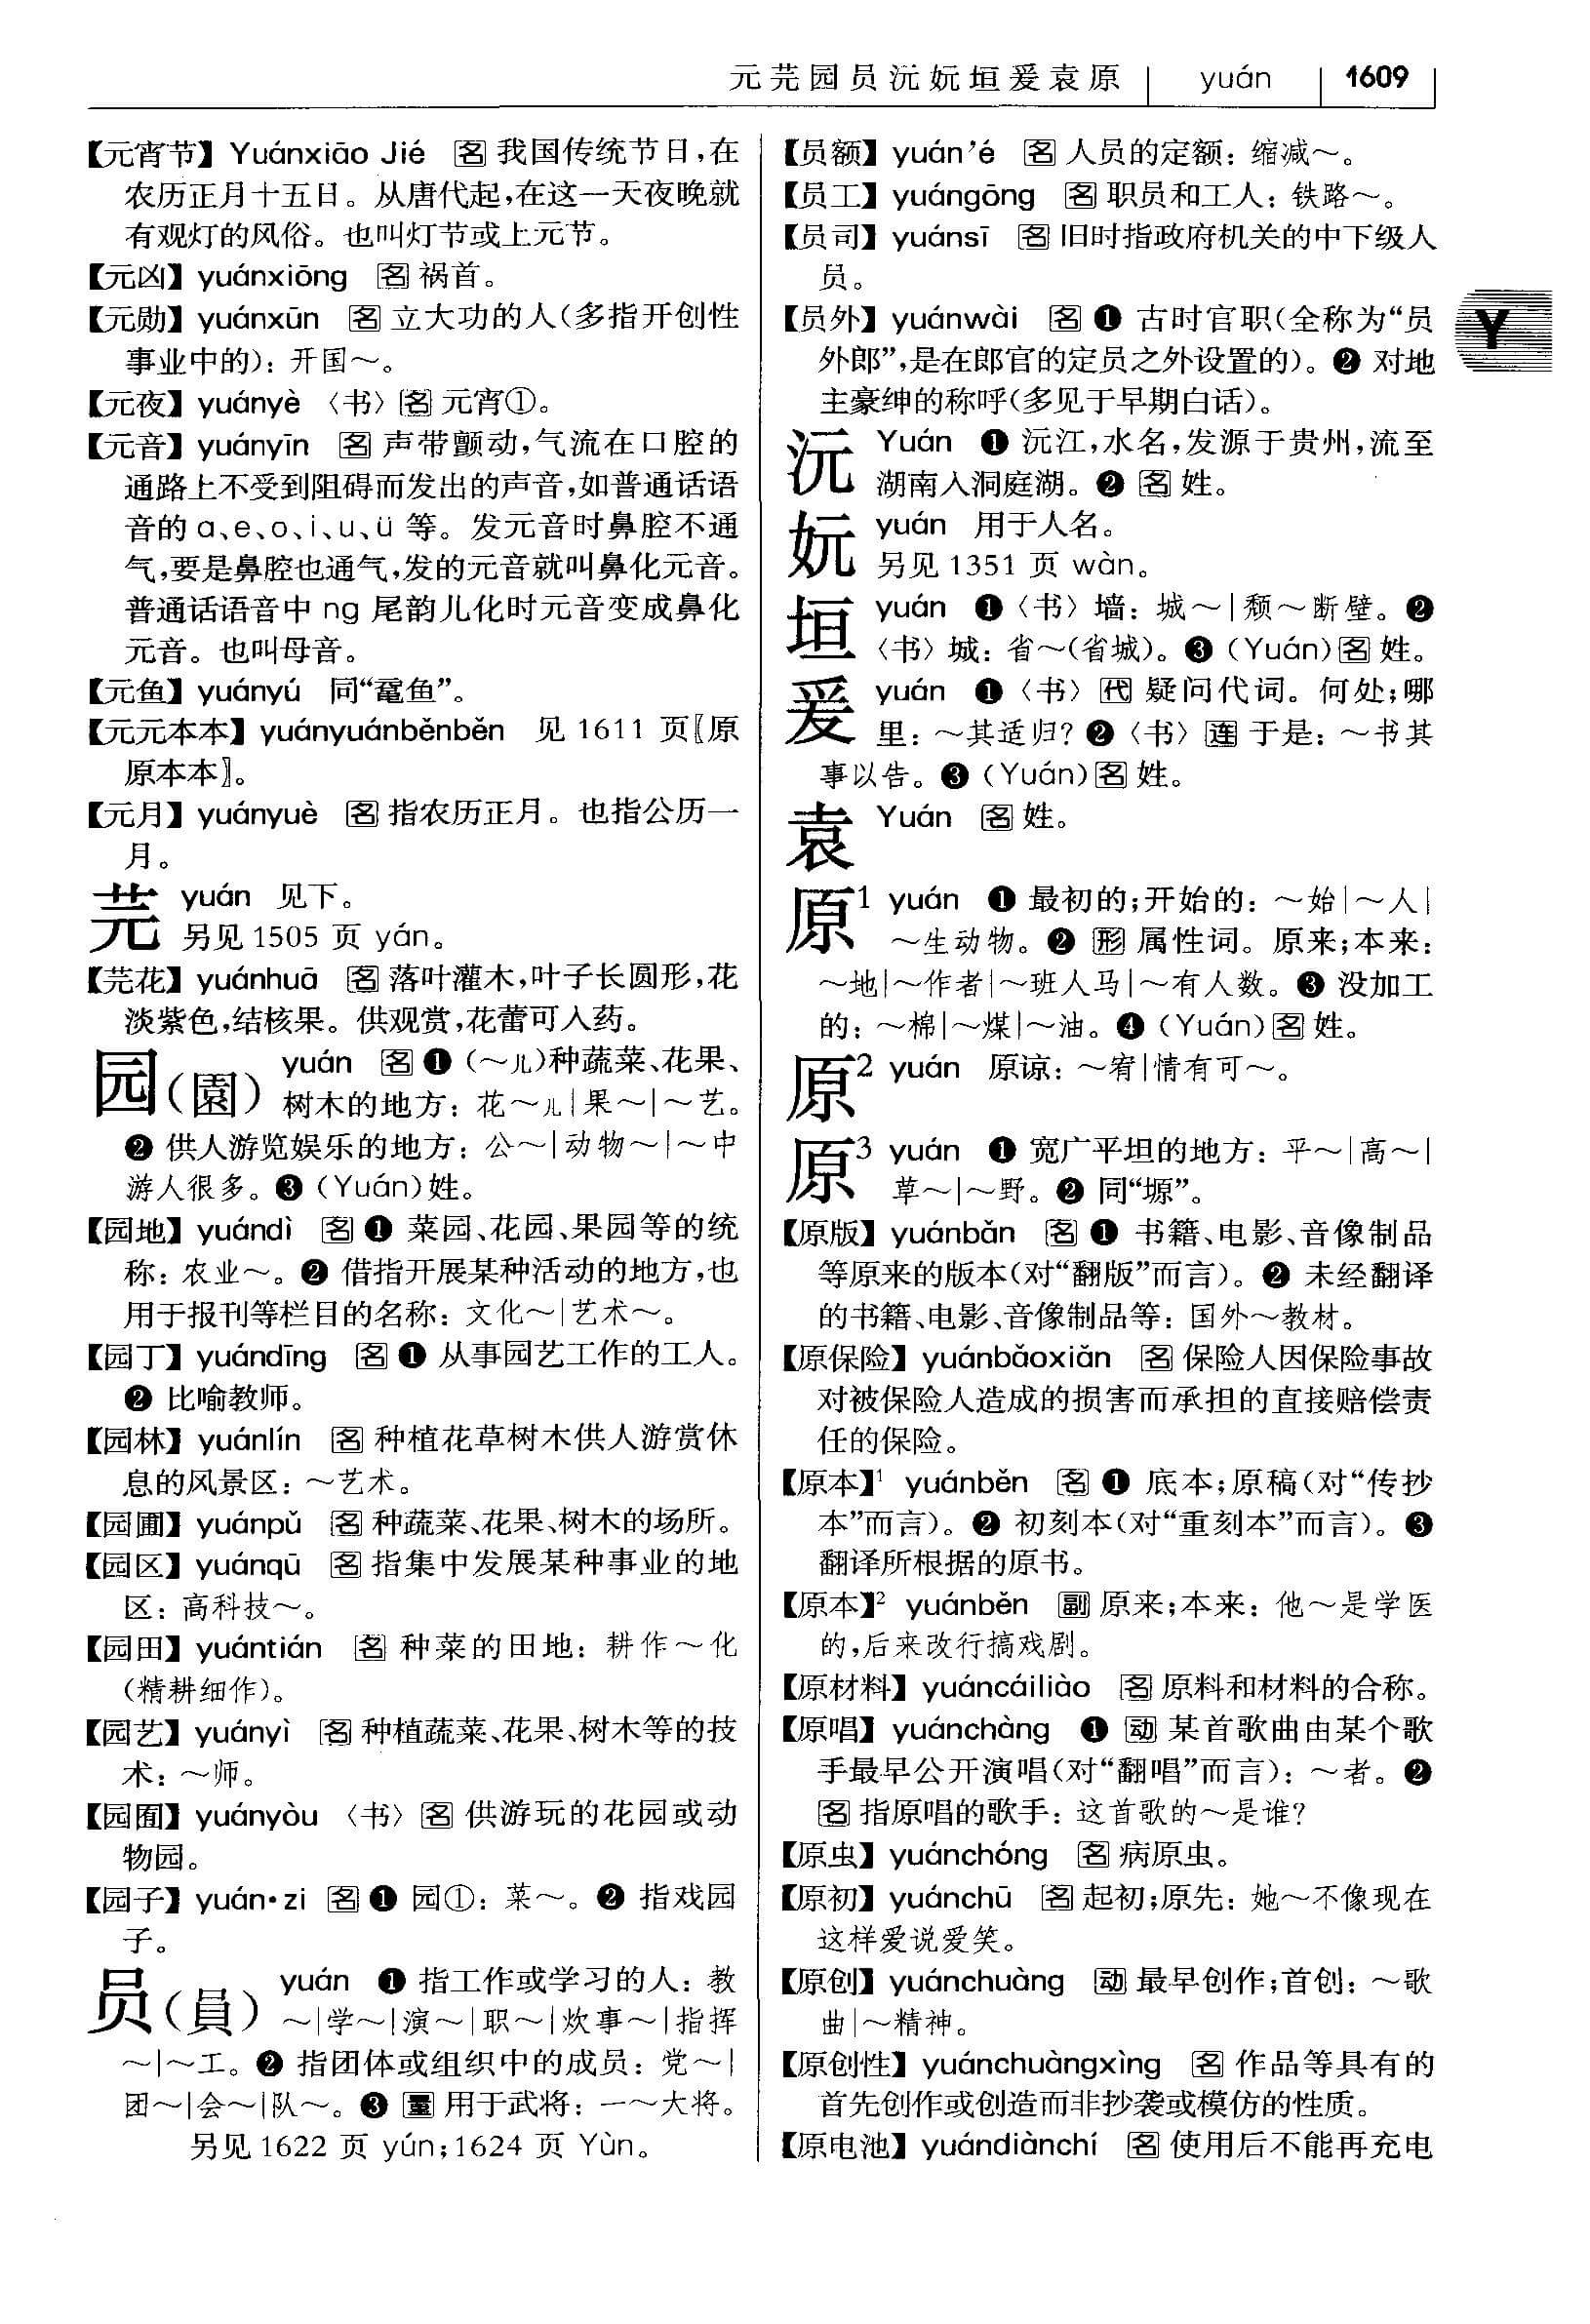 元芫园员沅妧垣爰袁原 yuán 1609
【元宵节】 Yuánxiāo Jié 名 我国传统节日,在
农历正月十五日。从唐代起,在这一天夜晚就
有观灯的风俗。也叫灯节或上元节。
【元凶】 yuánxiōng 名 祸首。
【元勋】 yuánxūn 名 立大功的人(多指开创性
事业中的):开国～。
【元夜】 yuányè 〈书〉名 元宵①。
【元音】 yuányīn 名 声带颤动,气流在口腔的
通路上不受到阻碍而发出的声音,如普通话语
音的 ɑ、e、o、i、u、ü 等。发元音时鼻腔不通
气,要是鼻腔也通气,发的元音就叫鼻化元音。
普通话语音中 ng 尾韵儿化时元音变成鼻化
元音。也叫母音。
【元鱼】 yuányú 同“鼋鱼”。
【元元本本】 yuányuánběnběn 见 1611 页〖原
原本本〗。
【元月】 yuányuè 名 指农历正月。也指公历一
月。
芫 yuán 见下。
另见 1505 页 yán。
【芫花】 yuánhuā 名 落叶灌木,叶子长圆形,花
淡紫色,结核果。供观赏,花蕾可入药。
园(園) yuán 名 ❶ (～儿)种蔬菜、花果、
树木的地方:花～儿|果～|～艺。
❷ 供人游览娱乐的地方:公～|动物～|～中
游人很多。❸ (Yuán)姓。
【园地】 yuándì 名 ❶ 菜园、花园、果园等的统
称:农业～。❷ 借指开展某种活动的地方,也
用于报刊等栏目的名称:文化～|艺术～。
【园丁】 yuándīng 名 ❶ 从事园艺工作的工人。
❷ 比喻教师。
【园林】 yuánlín 名 种植花草树木供人游赏休
息的风景区:～艺术。
【园圃】 yuánpǔ 名 种蔬菜、花果、树木的场所。
【园区】 yuánqū 名 指集中发展某种事业的地
区:高科技～。
【园田】 yuántián 名 种菜的田地:耕作～化
(精耕细作)。
【园艺】 yuányì 名 种植蔬菜、花果、树木等的技
术:～师。
【园囿】 yuányòu 〈书〉名 供游玩的花园或动
物园。
【园子】 yuán·zi 名 ❶ 园①:菜～。❷ 指戏园
子。
员(員) yuán ❶ 指工作或学习的人:教
～|学～|演～|职～|炊事～|指挥
～|～工。❷ 指团体或组织中的成员:党～|
团～|会～|队～。❸ 量 用于武将:一～大将。
另见 1622 页 yún;1624 页 Yùn。
【员额】 yuán’é 名 人员的定额:缩减～。
【员工】 yuángōng 名 职员和工人:铁路～。
【员司】 yuánsī 名 旧时指政府机关的中下级人
员。
【员外】 yuánwài 名 ❶ 古时官职(全称为“员
外郎”,是在郎官的定员之外设置的)。❷ 对地
主豪绅的称呼(多见于早期白话)。
沅 Yuán ❶ 沅江,水名,发源于贵州,流至
湖南入洞庭湖。❷ 名 姓。
妧 yuán 用于人名。
另见 1351 页 wàn。
垣 yuán ❶〈书〉墙:城～|颓～断壁。❷
〈书〉城:省～(省城)。❸ (Yuán)名 姓。
爰 yuán ❶〈书〉代 疑问代词。何处;哪
里:～其适归?❷〈书〉连 于是:～书其
事以告。❸ (Yuán)名 姓。
袁 Yuán 名 姓。
原1 yuán ❶ 最初的;开始的:～始|～人|
～生动物。❷ 形 属性词。原来;本来:
～地|～作者|～班人马|～有人数。❸ 没加工
的:～棉|～煤|～油。❹ (Yuán)名 姓。
原2 yuán 原谅:～宥|情有可～。
原3 yuán ❶ 宽广平坦的地方:平～|高～|
草～|～野。❷ 同“塬”。
【原版】 yuánbǎn 名 ❶ 书籍、电影、音像制品
等原来的版本(对“翻版”而言)。❷ 未经翻译
的书籍、电影、音像制品等:国外～教材。
【原保险】 yuánbǎoxiǎn 名 保险人因保险事故
对被保险人造成的损害而承担的直接赔偿责
任的保险。
【原本】1 yuánběn 名 ❶ 底本;原稿(对“传抄
本”而言)。❷ 初刻本(对“重刻本”而言)。❸
翻译所根据的原书。
【原本】2 yuánběn 副 原来;本来:他～是学医
的,后来改行搞戏剧。
【原材料】 yuáncáiliào 名 原料和材料的合称。
【原唱】 yuánchàng ❶ 动 某首歌曲由某个歌
手最早公开演唱(对“翻唱”而言):～者。❷
名 指原唱的歌手:这首歌的～是谁?
【原虫】 yuánchóng 名 病原虫。
【原初】 yuánchū 名 起初;原先:她～不像现在
这样爱说爱笑。
【原创】 yuánchuàng 动 最早创作;首创:～歌
曲|～精神。
【原创性】 yuánchuàngxìng 名 作品等具有的
首先创作或创造而非抄袭或模仿的性质。
【原电池】 yuándiànchí 名 使用后不能再充电
Y